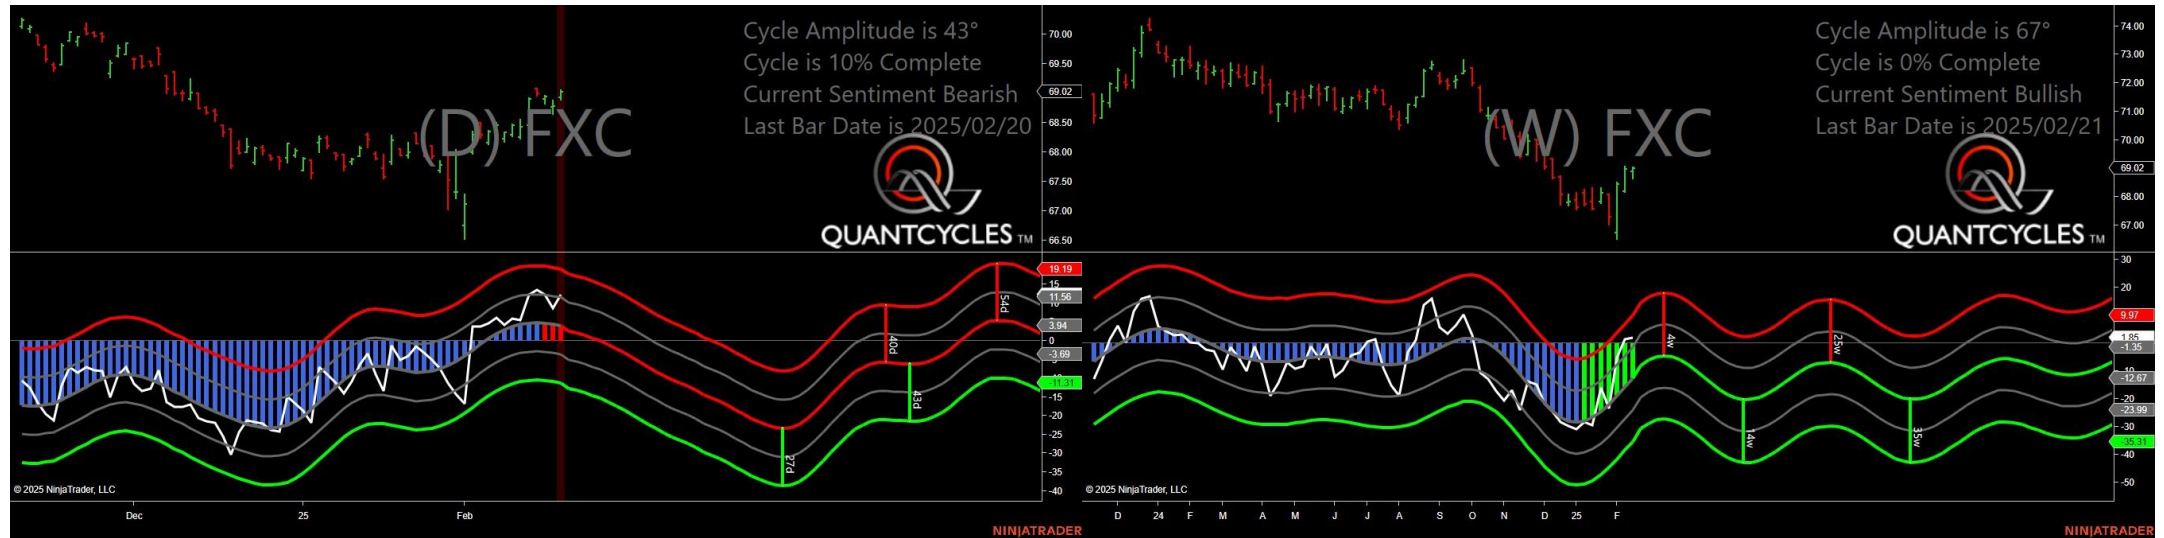 Cycle Amplitude is 43°
Cycle is 10% Complete
Current Sentiment Bearish
Last Bar Date is 2025/02/20
(D) FXC
QUANTCYCLES TM
70.00
69.50
69.02
68.50
68.00
67.50
67.00
66.50
19.19
15
11.56
3.94
0
-3.69
-11.31
-15
-20
-25
-30
-35
-40
27d
40d
43d
54d
© 2025 NinjaTrader, LLC
Dec
25
Feb
NINJATRADER
Cycle Amplitude is 67°
Cycle is 0% Complete
Current Sentiment Bullish
Last Bar Date is 2025/02/21
(W) FXC
QUANTCYCLES TM
74.00
73.00
72.00
71.00
70.00
69.02
68.00
67.00
30
20
9.97
1.85
-1.35
-12.67
-20
-23.99
-30
-35.31
-40
-50
4w
14w
25w
35w
© 2025 NinjaTrader, LLC
D 24 F M A M J J A S O N D 25 F
NINJATRADER